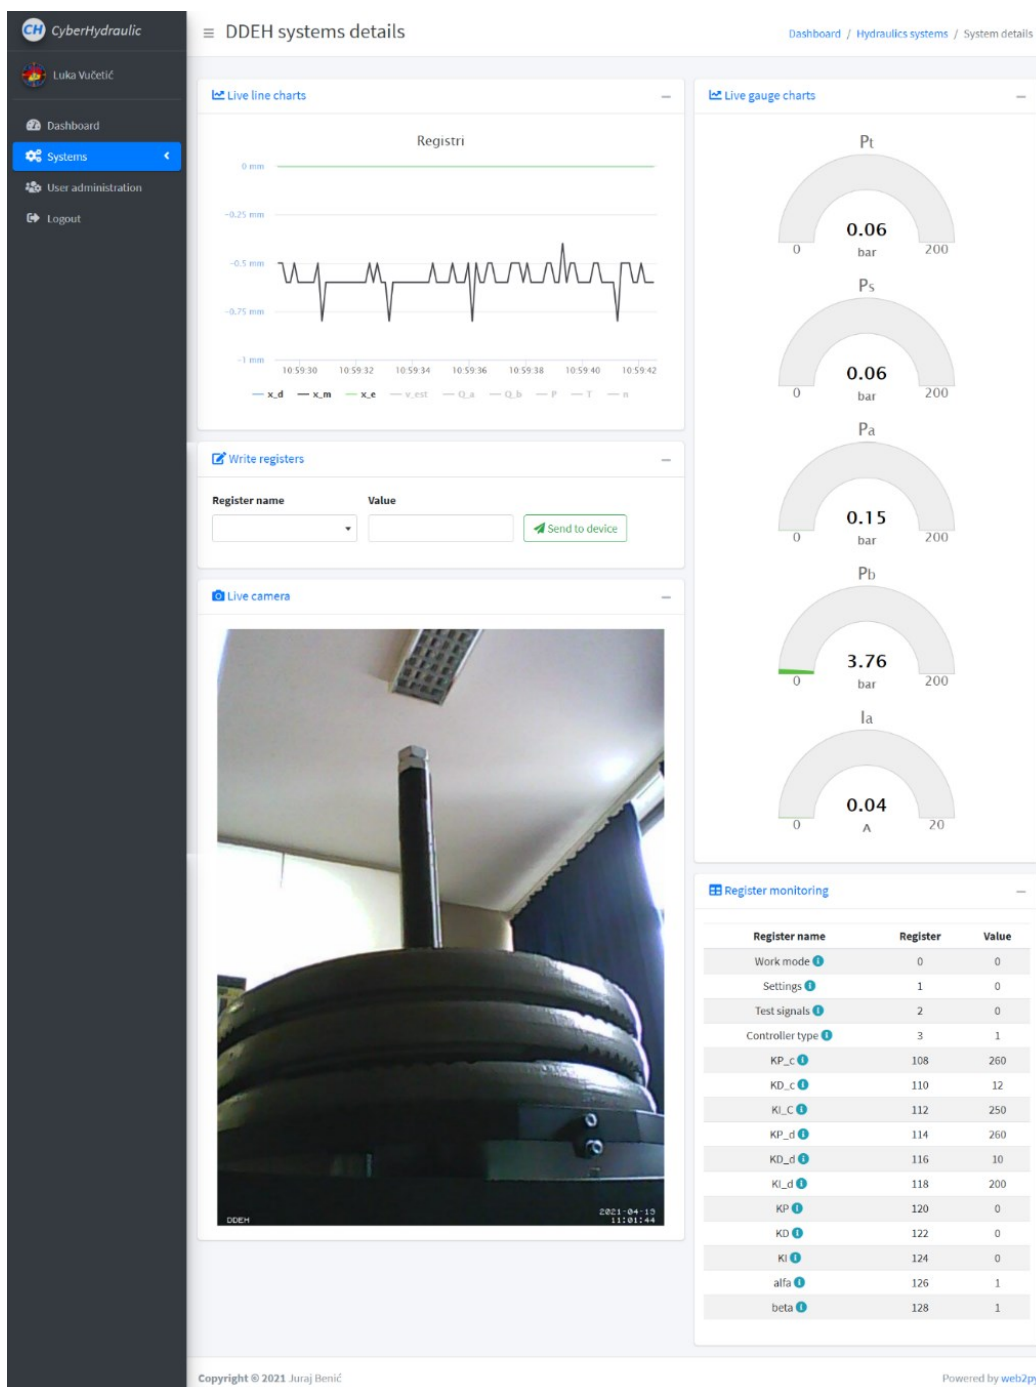 CH CyberHydraulic
Luka Vučetić
Dashboard
Systems
User administration
Logout
DDEH systems details
Dashboard / Hydraulics systems / System details
Live line charts
Registri
0 mm
-0.25 mm
-0.5 mm
-0.75 mm
-1 mm
10:59:30 10:59:32 10:59:34 10:59:36 10:59:38 10:59:40 10:59:42
x_d x_m x_e v_est Q_a Q_b P T n
Write registers
Register name Value
Send to device
Live camera
DDEH
2021-04-19
11:01:44
Live gauge charts
Pt
0.06
bar
0 200
Ps
0.06
bar
0 200
Pa
0.15
bar
0 200
Pb
3.76
bar
0 200
Ia
0.04
A
0 20
Register monitoring
Register name Register Value
Work mode 0 0
Settings 1 0
Test signals 2 0
Controller type 3 1
KP_c 108 260
KD_c 110 12
KI_C 112 250
KP_d 114 260
KD_d 116 10
KI_d 118 200
KP 120 0
KD 122 0
KI 124 0
alfa 126 1
beta 128 1
Copyright © 2021 Juraj Benić
Powered by web2py